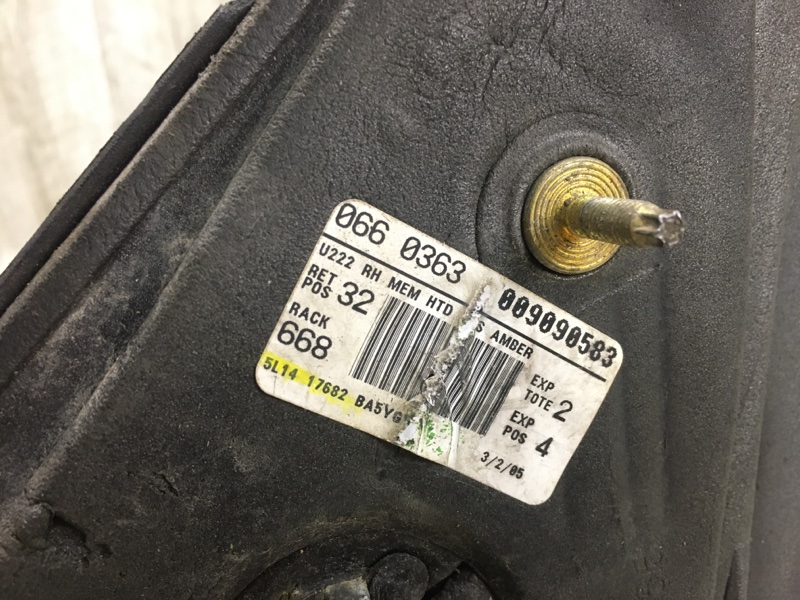 066 0363 009090583
U222 RH MEM HTD AMBER
RET POS 32
RACK 668
EXP TOTE 2
EXP POS 4
5L14 17682 BA5YG
3/2/05